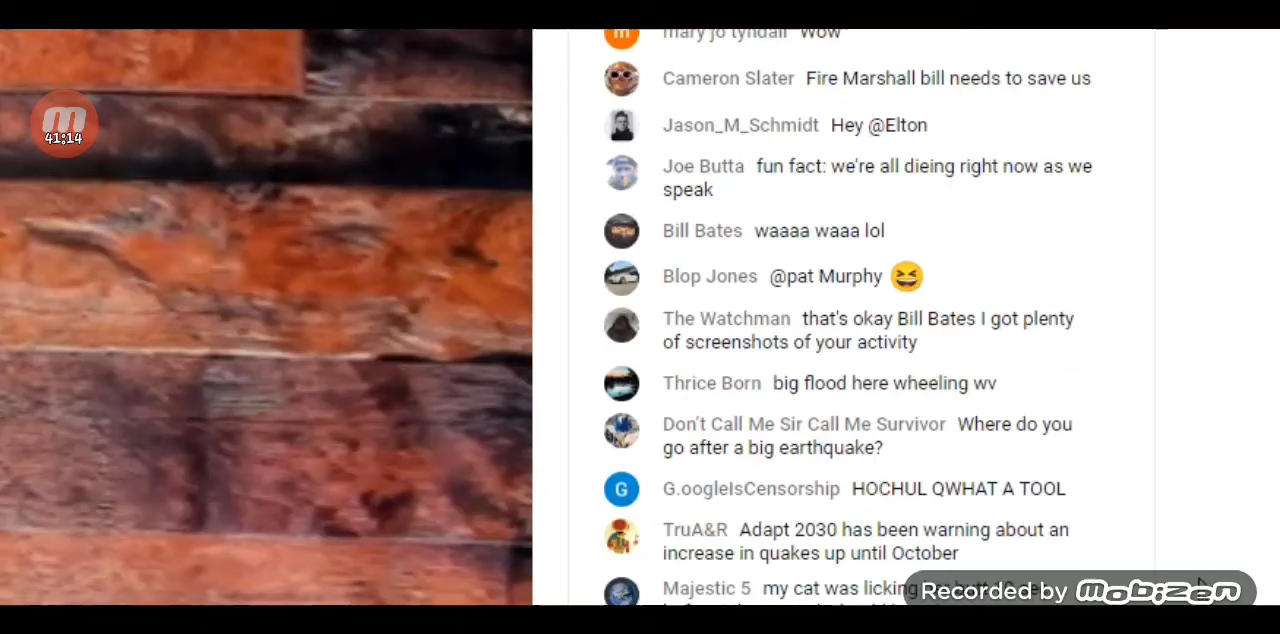 mary jo tyndall Wow
Cameron Slater Fire Marshall bill needs to save us
41:14
Jason_M_Schmidt Hey @Elton
Joe Butta fun fact: we're all dieing right now as we
speak
Bill Bates waaaa waaa lol
Blop Jones @pat Murphy 😆
The Watchman that's okay Bill Bates I got plenty
of screenshots of your activity
Thrice Born big flood here wheeling wv
Don't Call Me Sir Call Me Survivor Where do you
go after a big earthquake?
G G.oogleIsCensorship HOCHUL QWHAT A TOOL
TruA&R Adapt 2030 has been warning about an
increase in quakes up until October
Majestic 5 my cat was licking
Recorded by mobizen